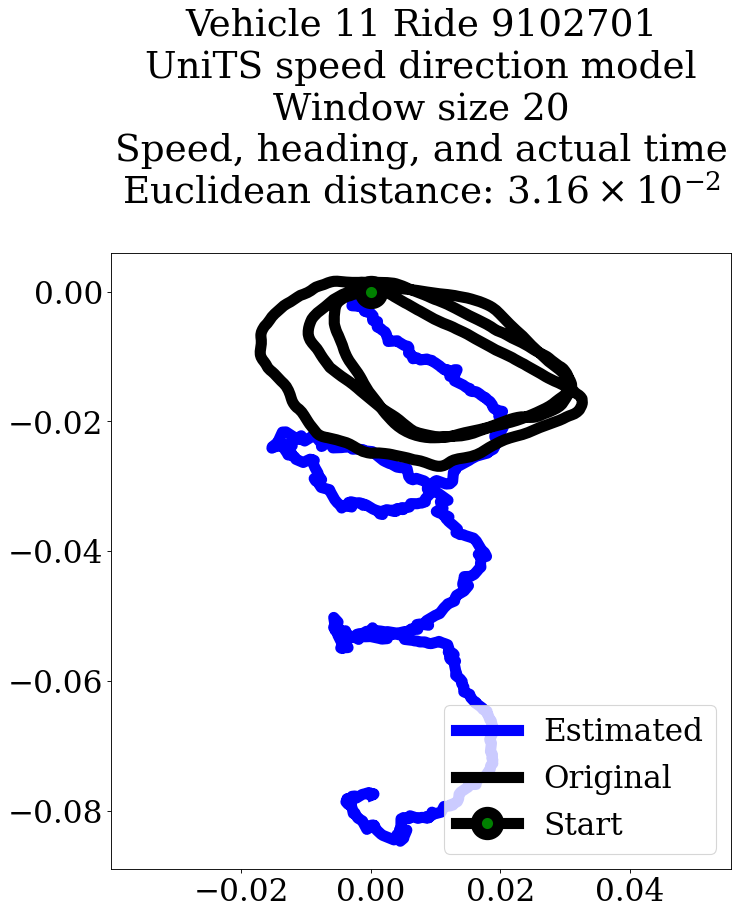 Vehicle 11 Ride 9102701
UniTS speed direction model
Window size 20
Speed, heading, and actual time
Euclidean distance: 3.16 × 10⁻²
0.00
−0.02
−0.04
−0.06
−0.08
Estimated
Original
Start
−0.02 0.00 0.02 0.04